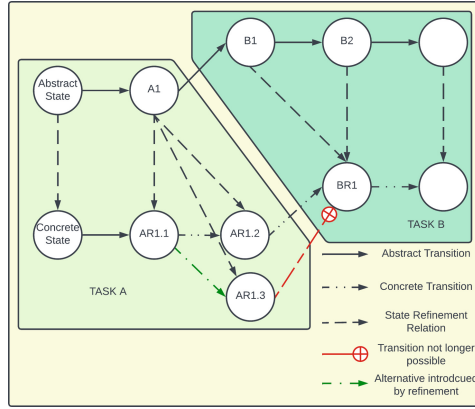 B1
B2
Abstract
State
A1
BR1
Concrete
State
AR1.1
AR1.2
TASK B
AR1.3
TASK A
Abstract Transition
Concrete Transition
State Refinement
Relation
Transition not longer
possible
Alternative introdcued
by refinement